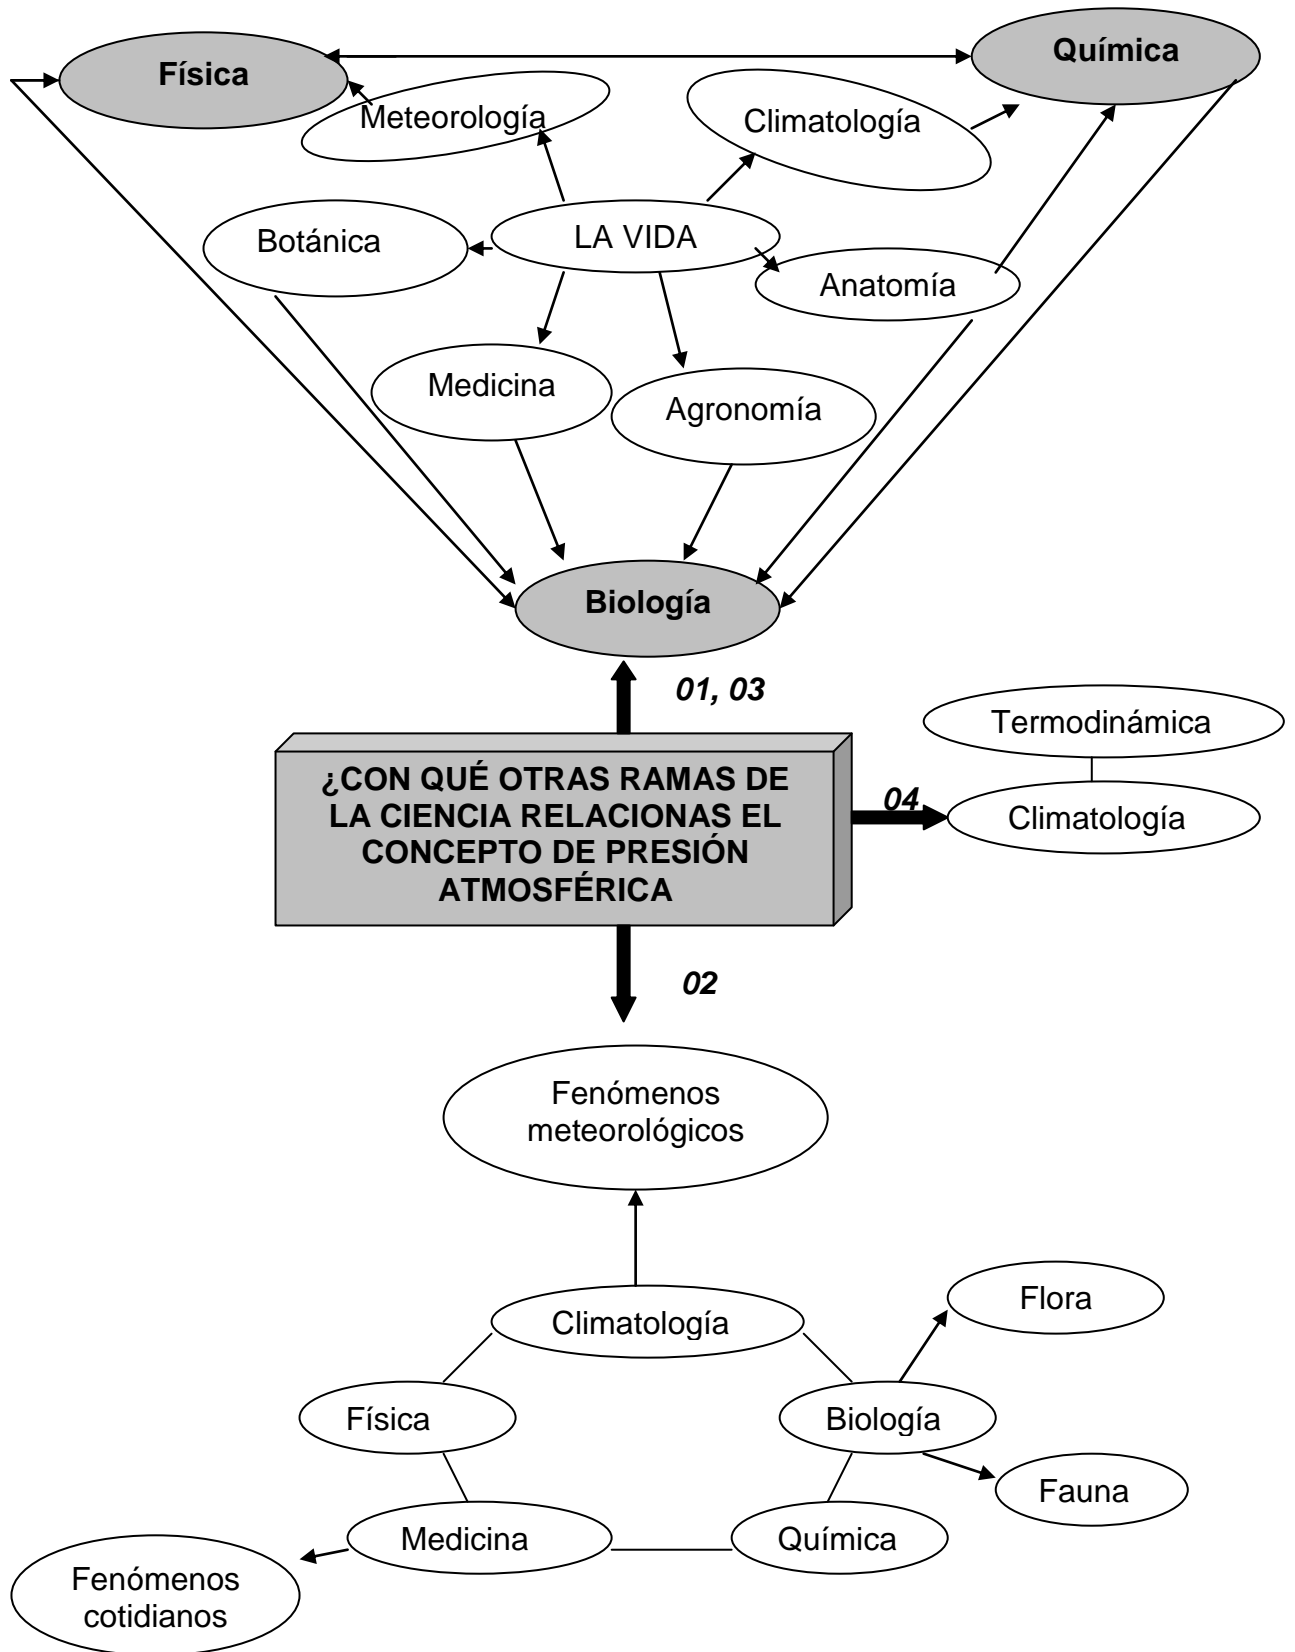 Física
Química
Meteorología
Climatología
Botánica
LA VIDA
Anatomía
Medicina
Agronomía
Biología
01, 03
Termodinámica
¿CON QUÉ OTRAS RAMAS DE
LA CIENCIA RELACIONAS EL
CONCEPTO DE PRESIÓN
ATMOSFÉRICA
04
Climatología
02
Fenómenos
meteorológicos
Climatología
Flora
Física
Biología
Fauna
Medicina
Química
Fenómenos
cotidianos